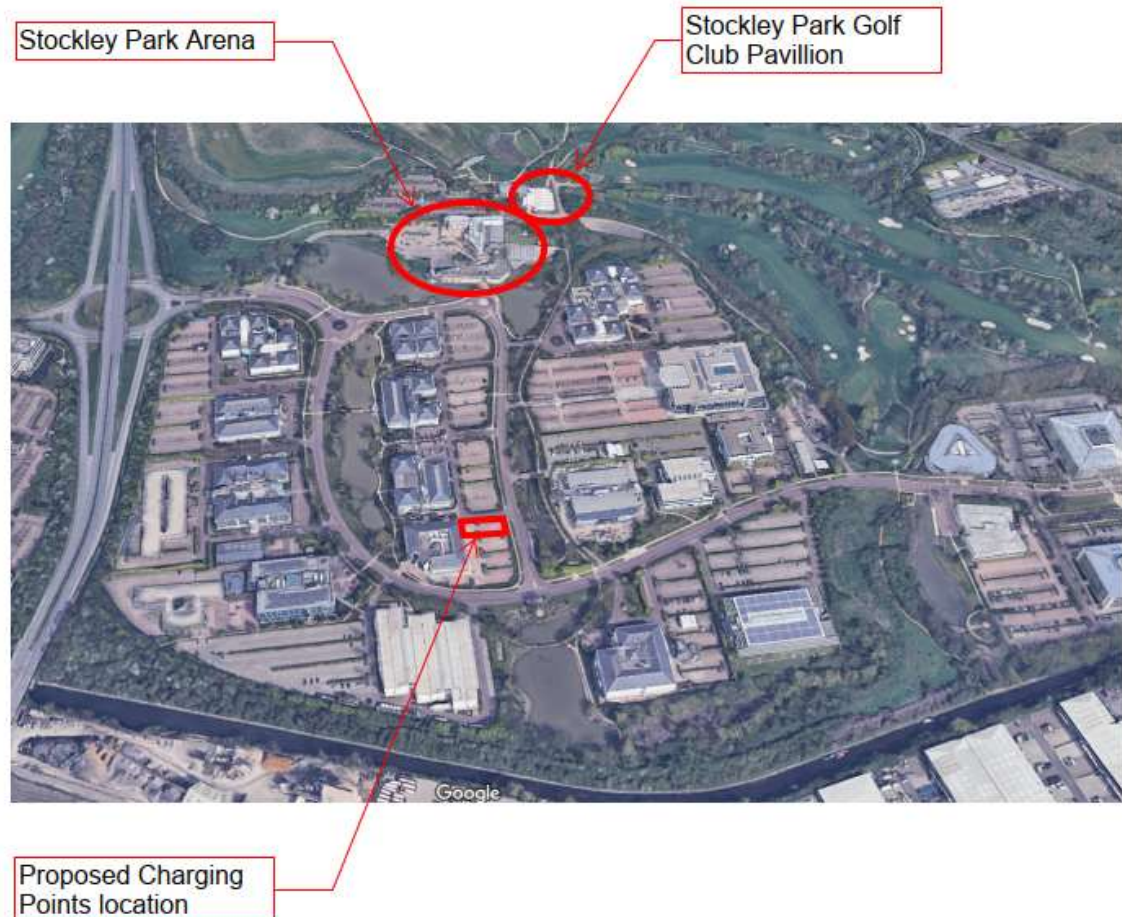 Stockley Park Arena
Stockley Park Golf
Club Pavillion
Google
Proposed Charging
Points location